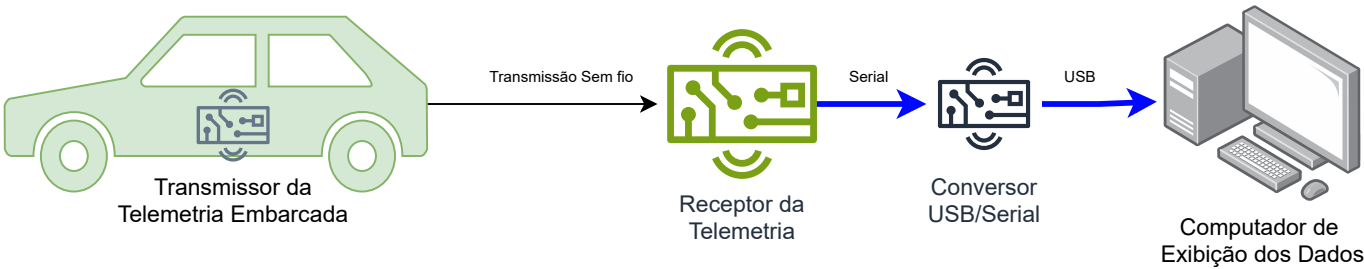 Transmissão Sem fio
Serial
USB
Transmissor da
Telemetria Embarcada
Receptor da
Telemetria
Conversor
USB/Serial
Computador de
Exibição dos Dados